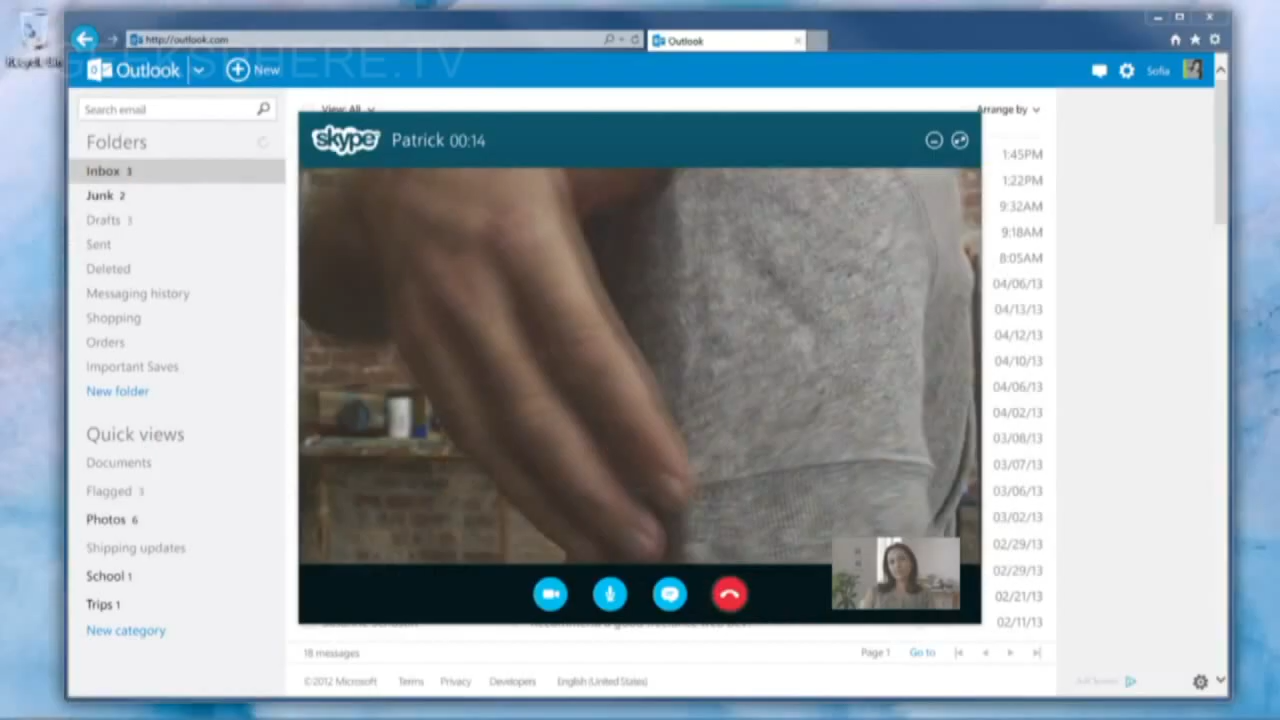 GEEKSPHERE.TV
http://outlook.com
Outlook
Outlook
New
Sofia
Search email
View: All
Arrange by
Folders
Inbox 3
Junk 2
Drafts 3
Sent
Deleted
Messaging history
Shopping
Orders
Important Saves
New folder
Quick views
Documents
Flagged 3
Photos 6
Shipping updates
School 1
Trips 1
New category
skype
Patrick 00:14
1:45PM
1:22PM
9:32AM
9:18AM
8:05AM
04/06/13
04/13/13
04/12/13
04/10/13
04/06/13
04/02/13
03/08/13
03/07/13
03/06/13
03/02/13
02/29/13
02/29/13
02/21/13
02/11/13
18 messages
Page 1
Go to
©2012 Microsoft
Terms
Privacy
Developers
English (United States)